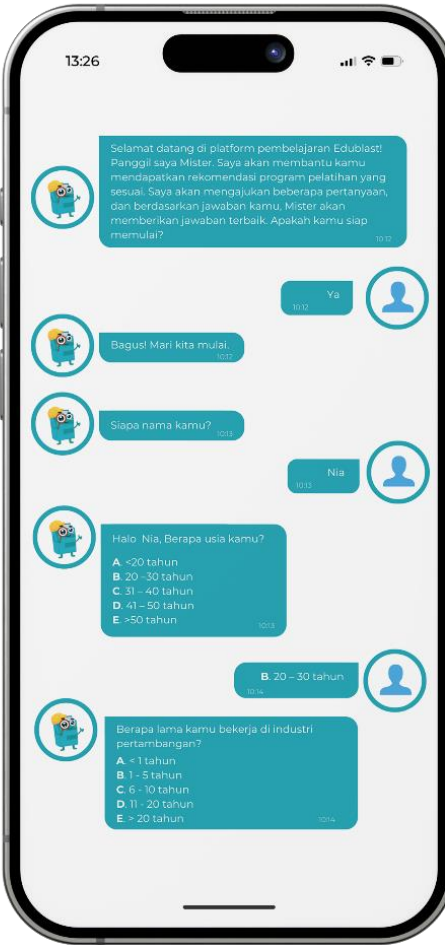 13:26
Selamat datang di platform pembelajaran Edublast!
Panggil saya Mister. Saya akan membantu kamu
mendapatkan rekomendasi program pelatihan yang
sesuai. Saya akan mengajukan beberapa pertanyaan,
dan berdasarkan jawaban kamu, Mister akan
memberikan jawaban terbaik. Apakah kamu siap
memulai?
10:12
Ya
10:12
Bagus! Mari kita mulai.
10:12
Siapa nama kamu?
10:13
Nia
10:13
Halo Nia, Berapa usia kamu?
A. <20 tahun
B. 20 –30 tahun
C. 31 – 40 tahun
D. 41 – 50 tahun
E. >50 tahun
10:13
B. 20 – 30 tahun
10:14
Berapa lama kamu bekerja di industri
pertambangan?
A. < 1 tahun
B. 1 - 5 tahun
C. 6 - 10 tahun
D. 11 - 20 tahun
E. > 20 tahun
10:14